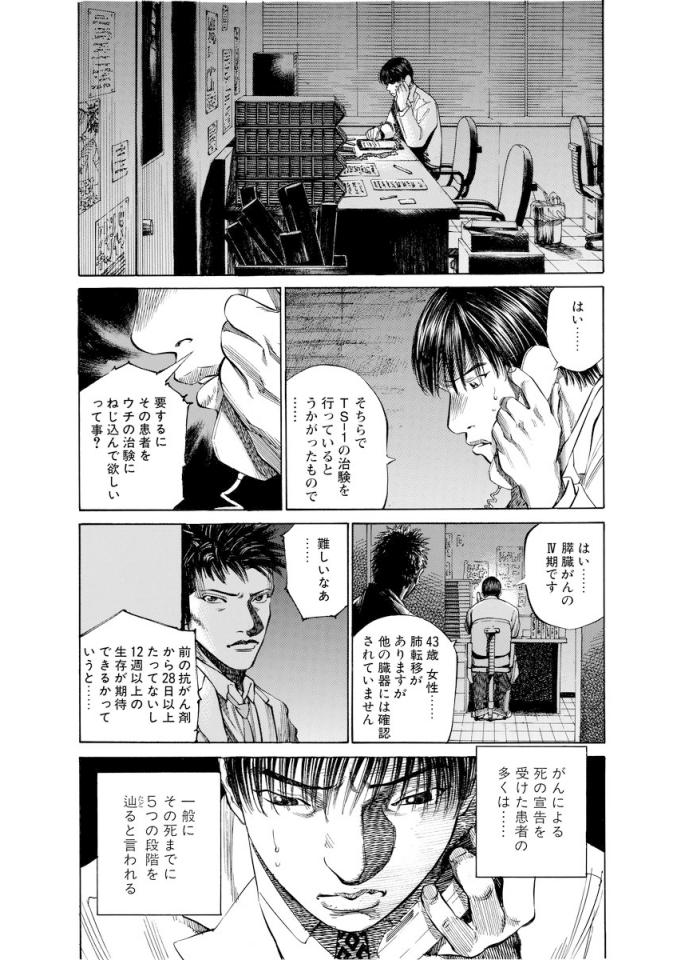 はい……
そちらで
TS-1の治験を
行っていると
うかがったもので
……
要するに
その患者を
ウチの治験に
ねじ込んで欲しい
って事？
はい……
膵臓がんの
Ⅳ期です
43歳 女性……
肺転移が
ありますが
他の臓器には確認
されていません
難しいなあ
……
前の抗がん剤
から28日以上
たってないし
12週以上の
生存が期待
できるかって
いうと……
がんによる
死の宣告を
受けた患者の
多くは……
一般に
その死までに
5つの段階を
辿ると言われる
たど